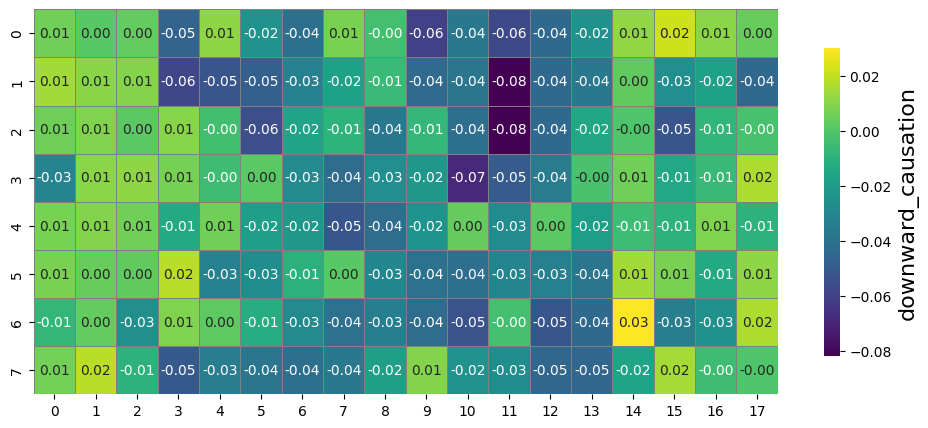 0 0.01 0.00 0.00 -0.05 0.01 -0.02 -0.04 0.01 -0.00 -0.06 -0.04 -0.06 -0.04 -0.02 0.01 0.02 0.01 0.00
1 0.01 0.01 0.01 -0.06 -0.05 -0.05 -0.03 -0.02 -0.01 -0.04 -0.04 -0.08 -0.04 -0.04 0.00 -0.03 -0.02 -0.04
2 0.01 0.01 0.00 0.01 -0.00 -0.06 -0.02 -0.01 -0.04 -0.01 -0.04 -0.08 -0.04 -0.02 -0.00 -0.05 -0.01 -0.00
3 -0.03 0.01 0.01 0.01 -0.00 0.00 -0.03 -0.04 -0.03 -0.02 -0.07 -0.05 -0.04 -0.00 0.01 -0.01 -0.01 0.02
4 0.01 0.01 0.01 -0.01 0.01 -0.02 -0.02 -0.05 -0.04 -0.02 0.00 -0.03 0.00 -0.02 -0.01 -0.01 0.01 -0.01
5 0.01 0.00 0.00 0.02 -0.03 -0.03 -0.01 0.00 -0.03 -0.04 -0.04 -0.03 -0.03 -0.04 0.01 0.01 -0.01 0.01
6 -0.01 0.00 -0.03 0.01 0.00 -0.01 -0.03 -0.04 -0.03 -0.04 -0.05 -0.00 -0.05 -0.04 0.03 -0.03 -0.03 0.02
7 0.01 0.02 -0.01 -0.05 -0.03 -0.04 -0.04 -0.04 -0.02 0.01 -0.02 -0.03 -0.05 -0.05 -0.02 0.02 -0.00 -0.00
0 1 2 3 4 5 6 7 8 9 10 11 12 13 14 15 16 17
0.02
0.00
−0.02
−0.04
−0.06
−0.08
downward_causation